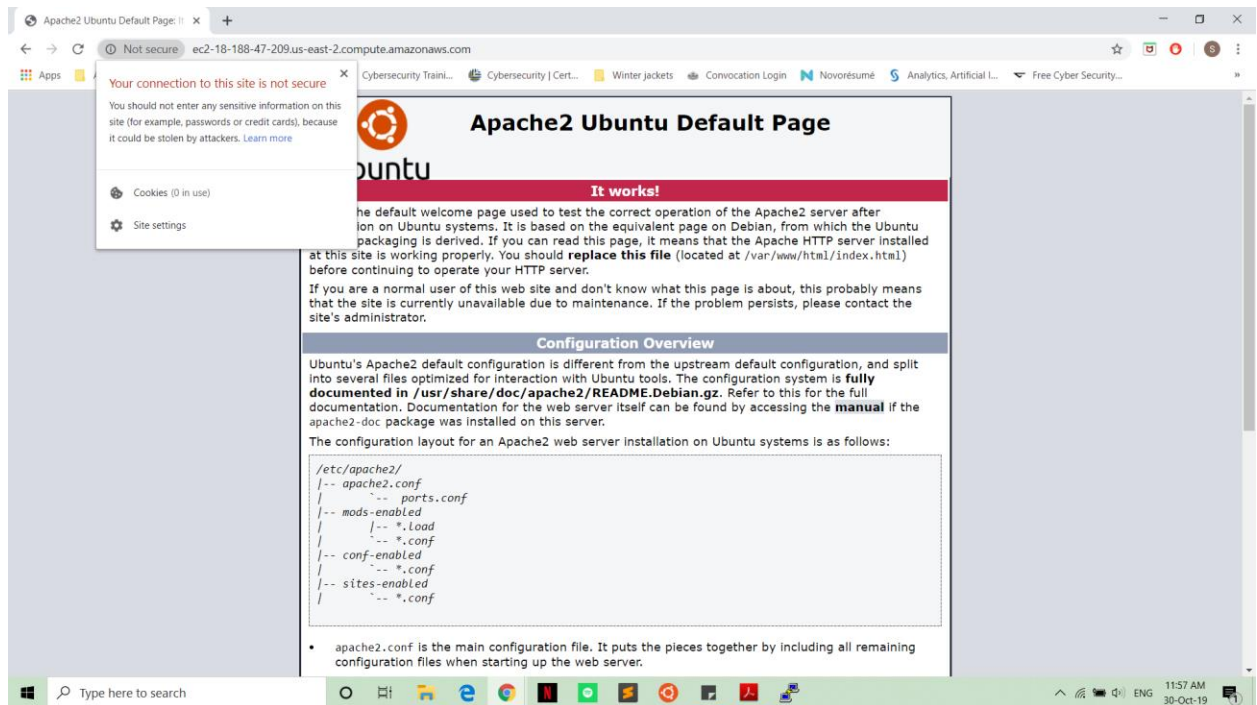 Apache2 Ubuntu Default Page: It
Not secure
ec2-18-188-47-209.us-east-2.compute.amazonaws.com
S
Apps
Cybersecurity Traini...
Cybersecurity | Cert...
Winter jackets
Convocation Login
Novorésumé
Analytics, Artificial I...
Free Cyber Security...
Your connection to this site is not secure
You should not enter any sensitive information on this
site (for example, passwords or credit cards), because
it could be stolen by attackers. Learn more
Cookies (0 in use)
Site settings
Apache2 Ubuntu Default Page
buntu
It works!
he default welcome page used to test the correct operation of the Apache2 server after
ion on Ubuntu systems. It is based on the equivalent page on Debian, from which the Ubuntu
packaging is derived. If you can read this page, it means that the Apache HTTP server installed
at this site is working properly. You should replace this file (located at /var/www/html/index.html)
before continuing to operate your HTTP server.
If you are a normal user of this web site and don't know what this page is about, this probably means
that the site is currently unavailable due to maintenance. If the problem persists, please contact the
site's administrator.
Configuration Overview
Ubuntu's Apache2 default configuration is different from the upstream default configuration, and split
into several files optimized for interaction with Ubuntu tools. The configuration system is fully
documented in /usr/share/doc/apache2/README.Debian.gz. Refer to this for the full
documentation. Documentation for the web server itself can be found by accessing the manual if the
apache2-doc package was installed on this server.
The configuration layout for an Apache2 web server installation on Ubuntu systems is as follows:
/etc/apache2/
|-- apache2.conf
|       `--  ports.conf
|-- mods-enabled
|       |-- *.load
|       `-- *.conf
|-- conf-enabled
|       `-- *.conf
|-- sites-enabled
|       `-- *.conf
• apache2.conf is the main configuration file. It puts the pieces together by including all remaining
configuration files when starting up the web server.
Type here to search
ENG
11:57 AM
30-Oct-19